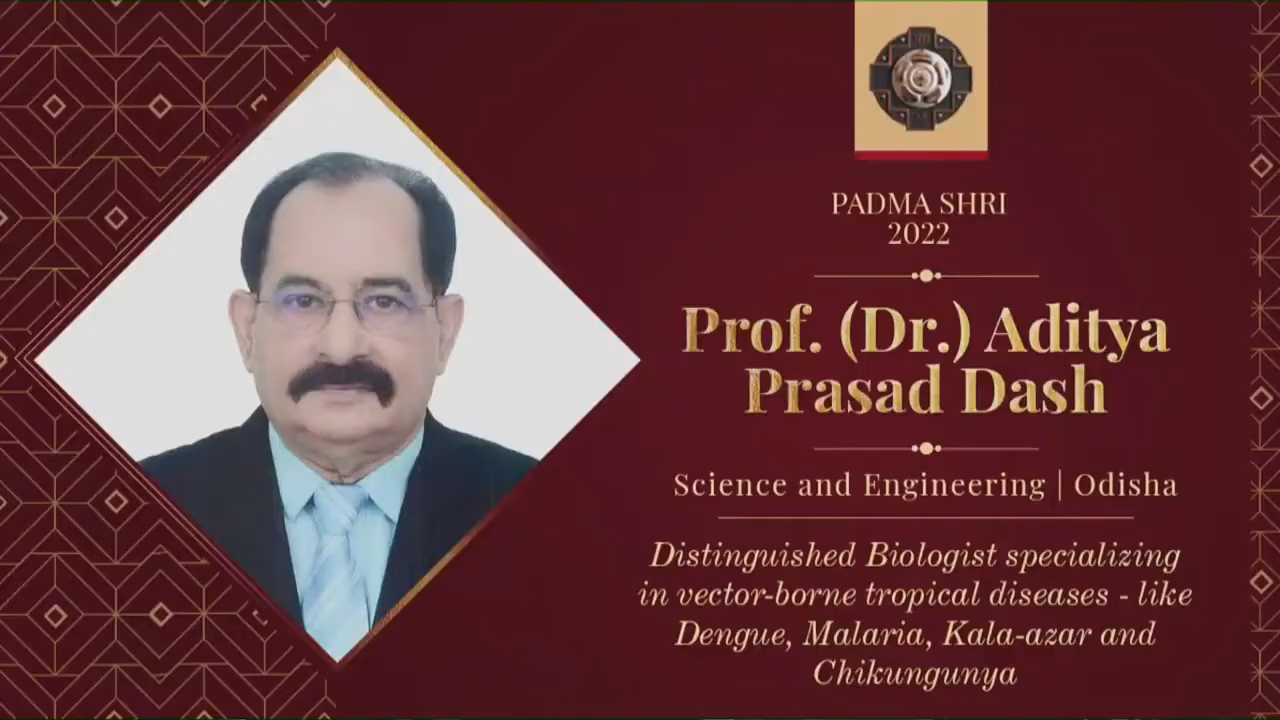 PADMA SHRI
2022
Prof. (Dr.) Aditya
Prasad Dash
Science and Engineering | Odisha
Distinguished Biologist specializing
in vector-borne tropical diseases - like
Dengue, Malaria, Kala-azar and
Chikungunya